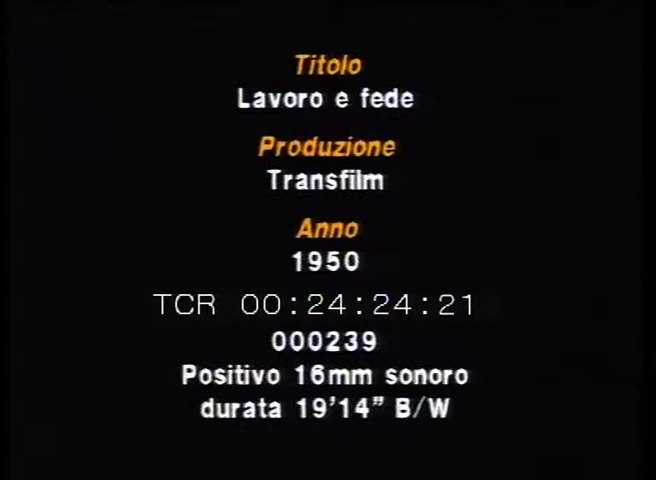 Titolo
Lavoro e fede
Produzione
Transfilm
Anno
1950
TCR 00:24:24:21
000239
Positivo 16mm sonoro
durata 19'14" B/W